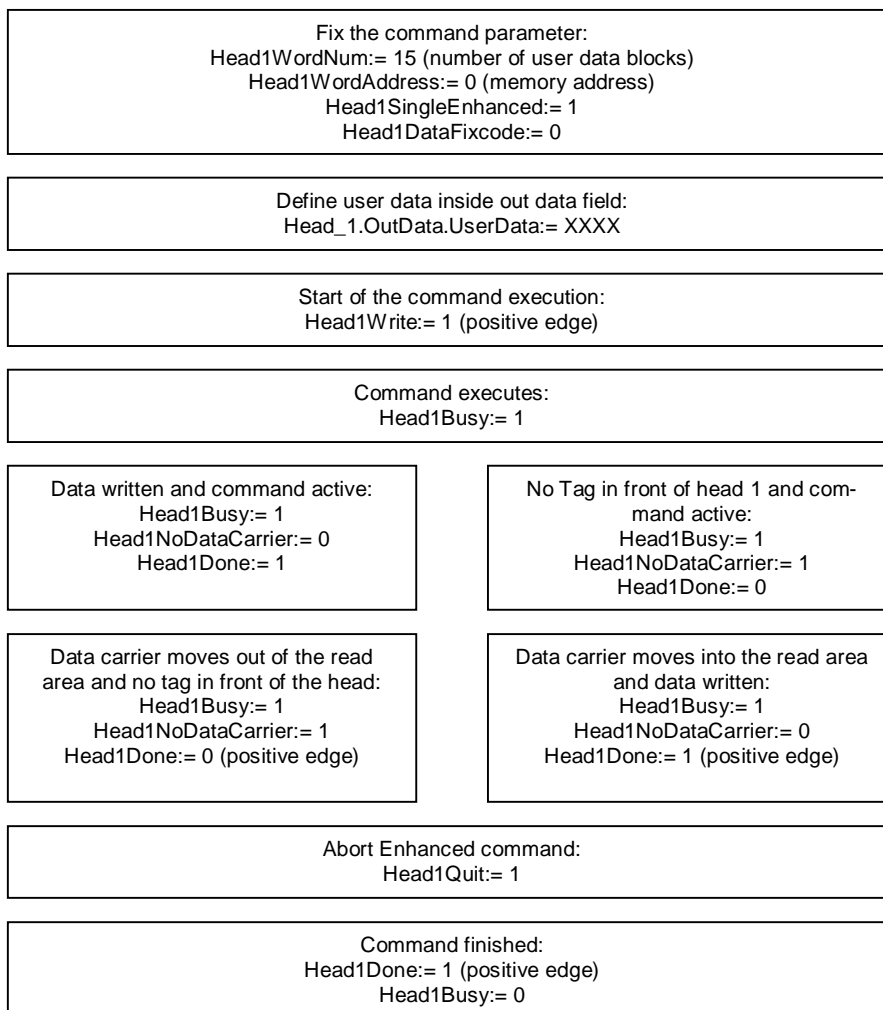 Fix the command parameter:
Head1WordNum:= 15 (number of user data blocks)
Head1WordAddress:= 0 (memory address)
Head1SingleEnhanced:= 1
Head1DataFixcode:= 0
Define user data inside out data field:
Head_1.OutData.UserData:= XXXX
Start of the command execution:
Head1Write:= 1 (positive edge)
Command executes:
Head1Busy:= 1
Data written and command active:
Head1Busy:= 1
Head1NoDataCarrier:= 0
Head1Done:= 1
No Tag in front of head 1 and com-
mand active:
Head1Busy:= 1
Head1NoDataCarrier:= 1
Head1Done:= 0
Data carrier moves out of the read
area and no tag in front of the head:
Head1Busy:= 1
Head1NoDataCarrier:= 1
Head1Done:= 0 (positive edge)
Data carrier moves into the read area
and data written:
Head1Busy:= 1
Head1NoDataCarrier:= 0
Head1Done:= 1 (positive edge)
Abort Enhanced command:
Head1Quit:= 1
Command finished:
Head1Done:= 1 (positive edge)
Head1Busy:= 0